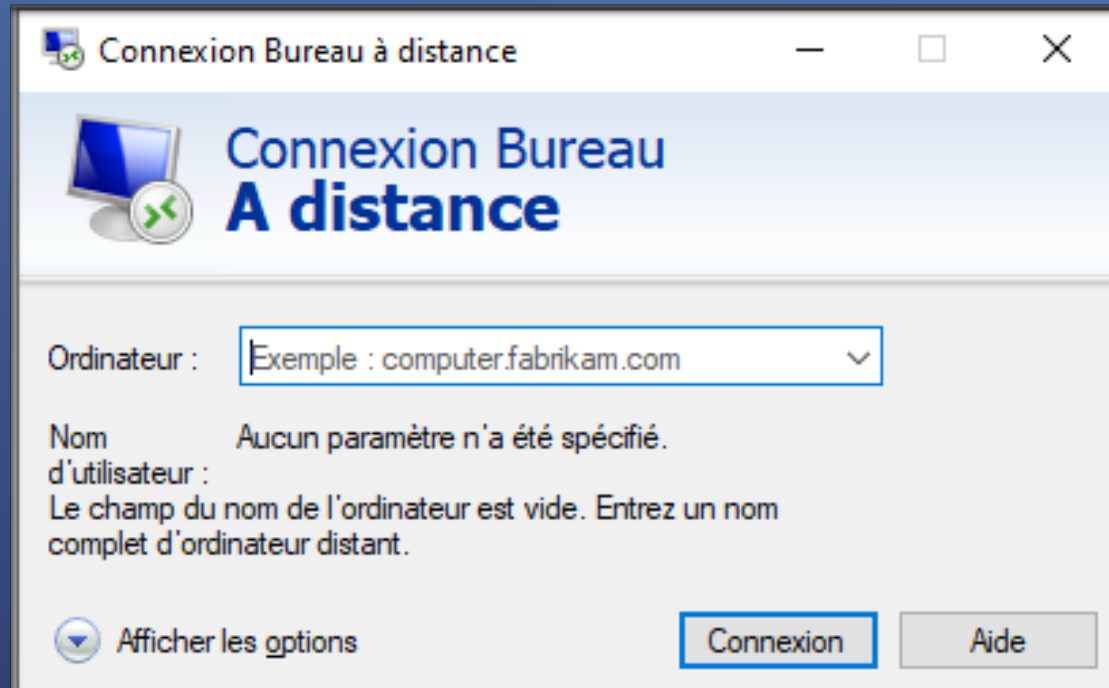 Connexion Bureau à distance
Connexion Bureau
A distance
Ordinateur :
Exemple : computer.fabrikam.com
Nom d'utilisateur :
Aucun paramètre n'a été spécifié.
Le champ du nom de l'ordinateur est vide. Entrez un nom
complet d'ordinateur distant.
Afficher les options
Connexion
Aide